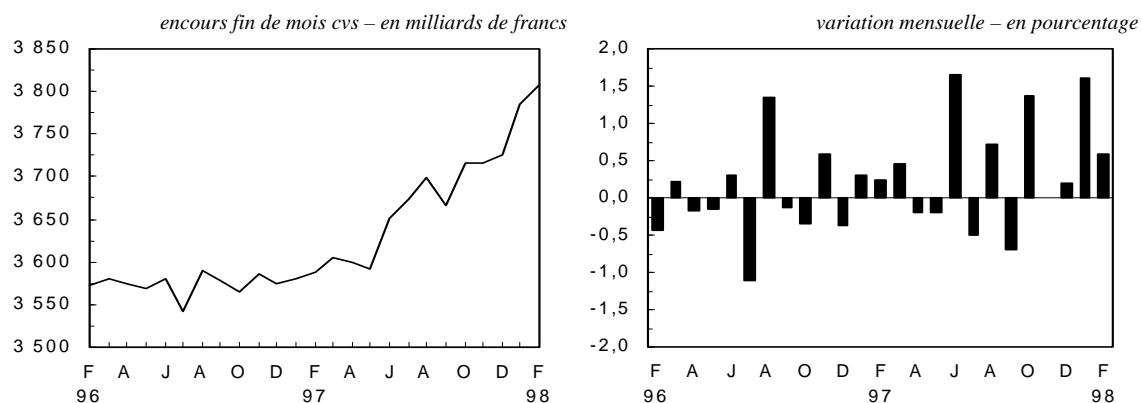 encours fin de mois cvs – en milliards de francs
3 850
3 800
3 750
3 700
3 650
3 600
3 550
3 500
F A J A O D F A J A O D F
96 97 98
variation mensuelle – en pourcentage
2,0
1,5
1,0
0,5
0,0
-0,5
-1,0
-1,5
-2,0
F A J A O D F A J A O D F
96 97 98